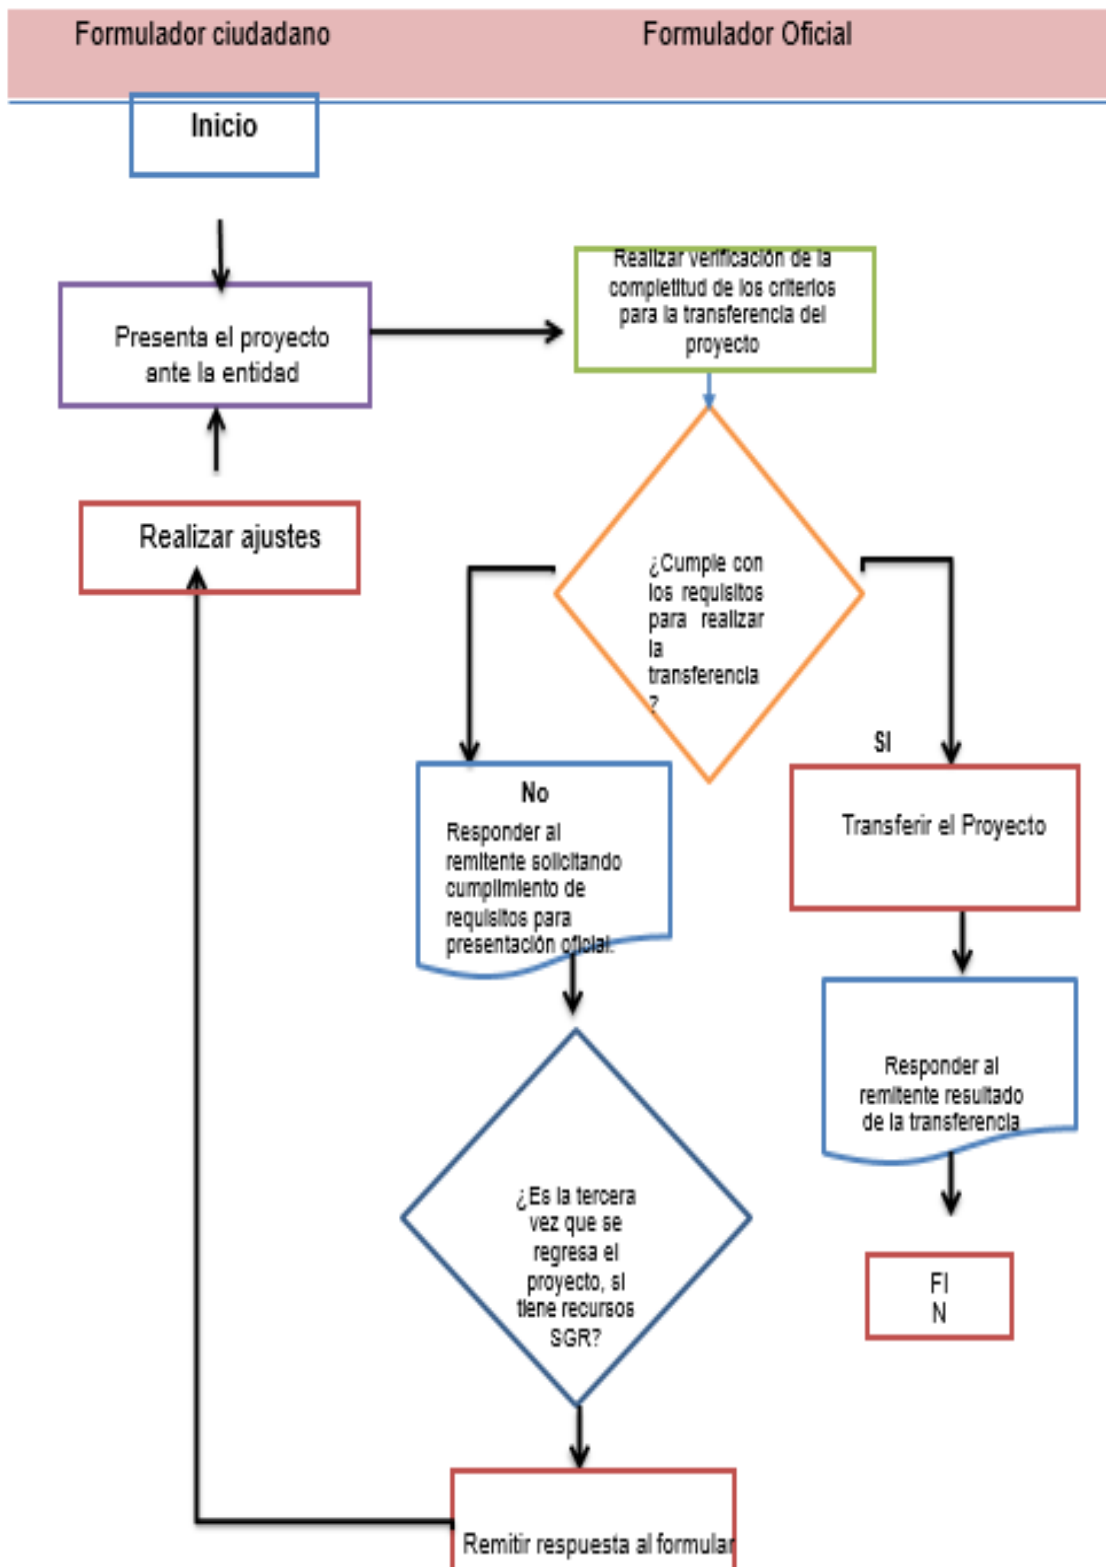 Formulador ciudadano
Formulador Oficial
Inicio
Presenta el proyecto
ante la entidad
Realizar verificación de la
completitud de los criterios
para la transferencia del
proyecto
Realizar ajustes
¿Cumple con
los requisitos
para realizar
la
transferencia
?
SI
No
Responder al
remitente solicitando
cumplimiento de
requisitos para
presentación oficial.
Transferir el Proyecto
Responder al
remitente resultado
de la transferencia
¿Es la tercera
vez que se
regresa el
proyecto, si
tiene recursos
SGR?
FI
N
Remitir respuesta al formular